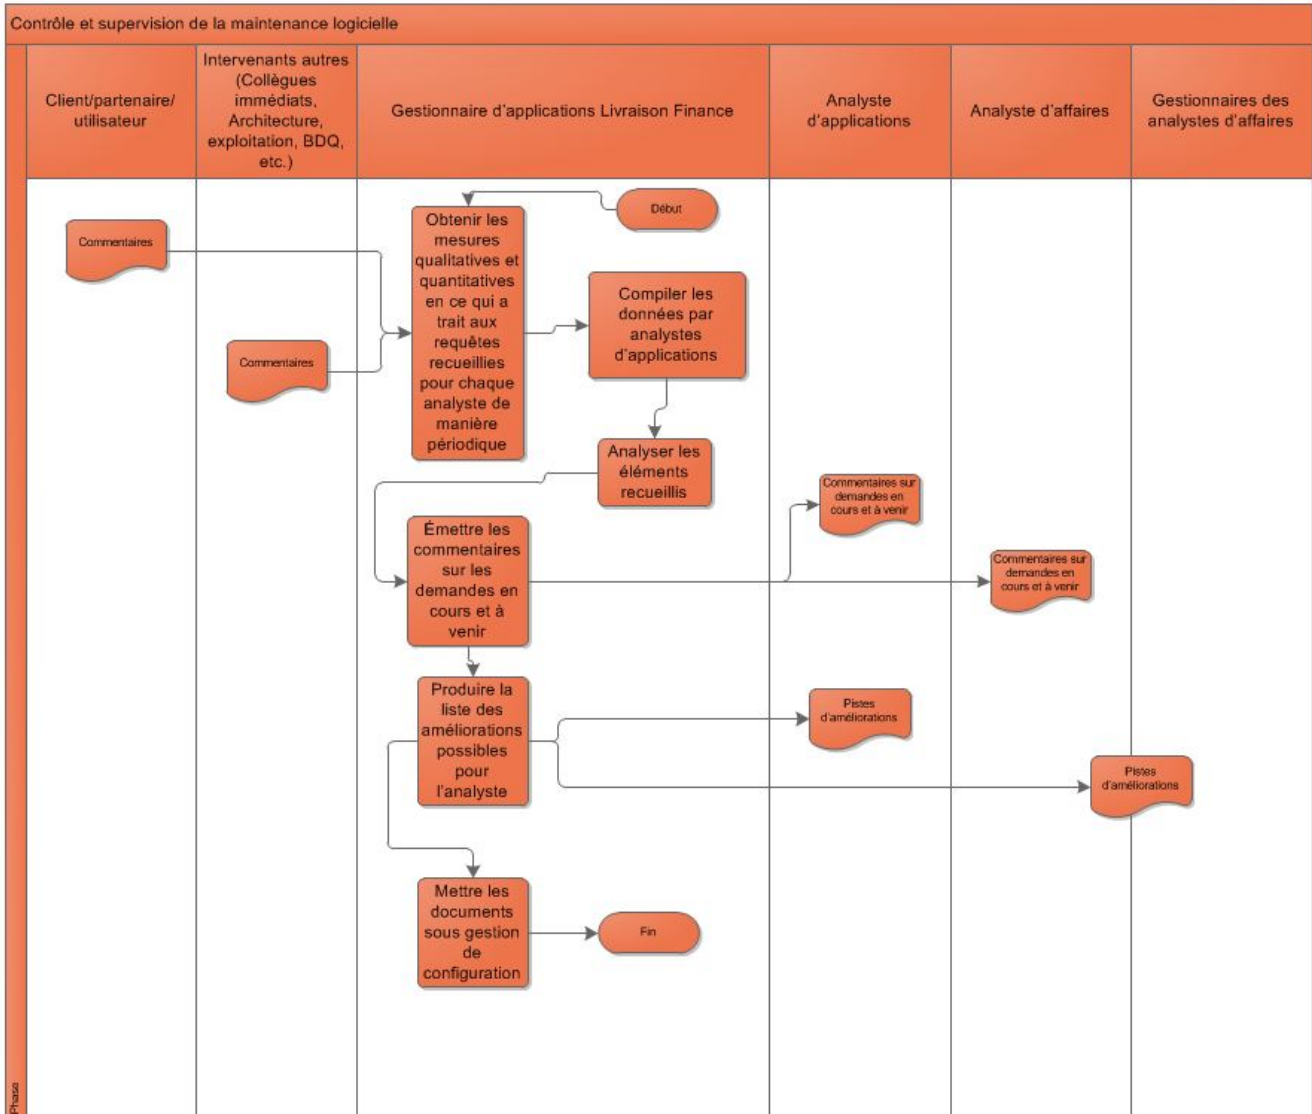 Contrôle et supervision de la maintenance logicielle
Client/partenaire/
utilisateur
Intervenants autres
(Collègues
immédiats,
Architecture,
exploitation, BDQ,
etc.)
Gestionnaire d'applications Livraison Finance
Analyste
d'applications
Analyste d'affaires
Gestionnaires des
analystes d'affaires
Début
Commentaires
Obtenir les
mesures
qualitatives et
quantitatives
en ce qui a
trait aux
requêtes
recueillies
pour chaque
analyste de
manière
périodique
Compiler les
données par
analystes
d'applications
Commentaires
Analyser les
éléments
recueillis
Commentaires sur
demandes en
cours et à venir
Émettre les
commentaires
sur les
demandes en
cours et à
venir
Commentaires sur
demandes en
cours et à venir
Produire la
liste des
améliorations
possibles
pour
l'analyste
Pistes
d'améliorations
Pistes
d'améliorations
Mettre les
documents
sous gestion
de
configuration
Fin
Phase